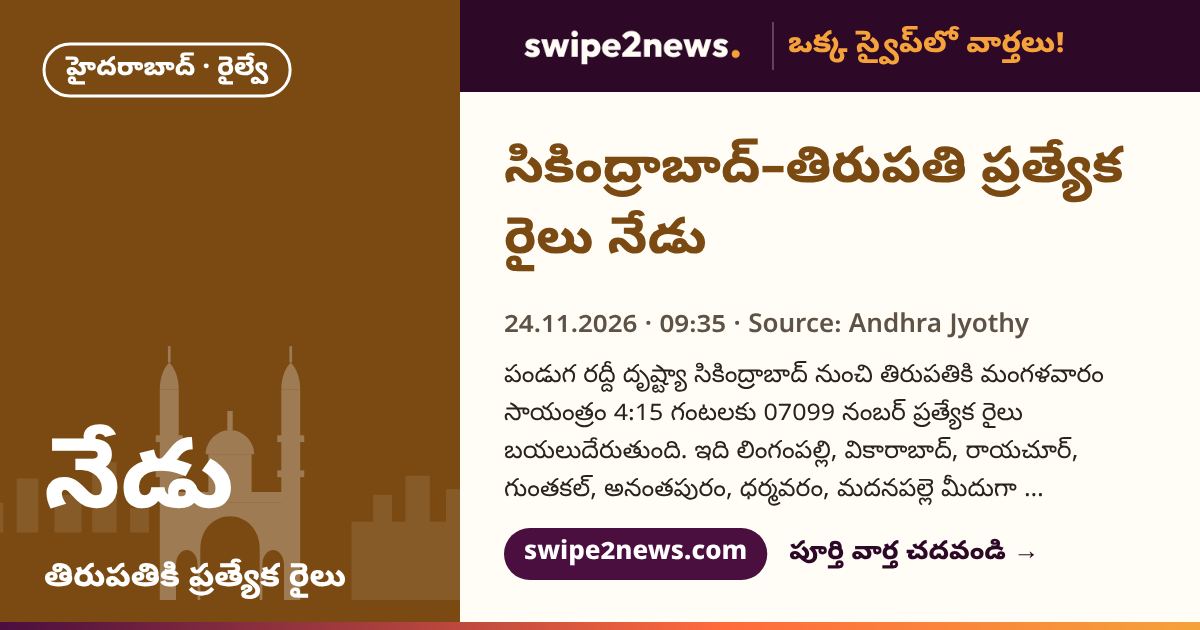 హైదరాబాద్ · రైల్వే
నేడు
తిరుపతికి ప్రత్యేక రైలు
swipe2news.
ఒక్క స్వైప్‌లో వార్తలు!
సికింద్రాబాద్–తిరుపతి ప్రత్యేక
రైలు నేడు
24.11.2026 · 09:35 · Source: Andhra Jyothy
పండుగ రద్దీ దృష్ట్యా సికింద్రాబాద్ నుంచి తిరుపతికి మంగళవారం
సాయంత్రం 4:15 గంటలకు 07099 నంబర్ ప్రత్యేక రైలు
బయలుదేరుతుంది. ఇది లింగంపల్లి, వికారాబాద్, రాయచూర్,
గుంతకల్, అనంతపురం, ధర్మవరం, మదనపల్లె మీదుగా ...
swipe2news.com
పూర్తి వార్త చదవండి →